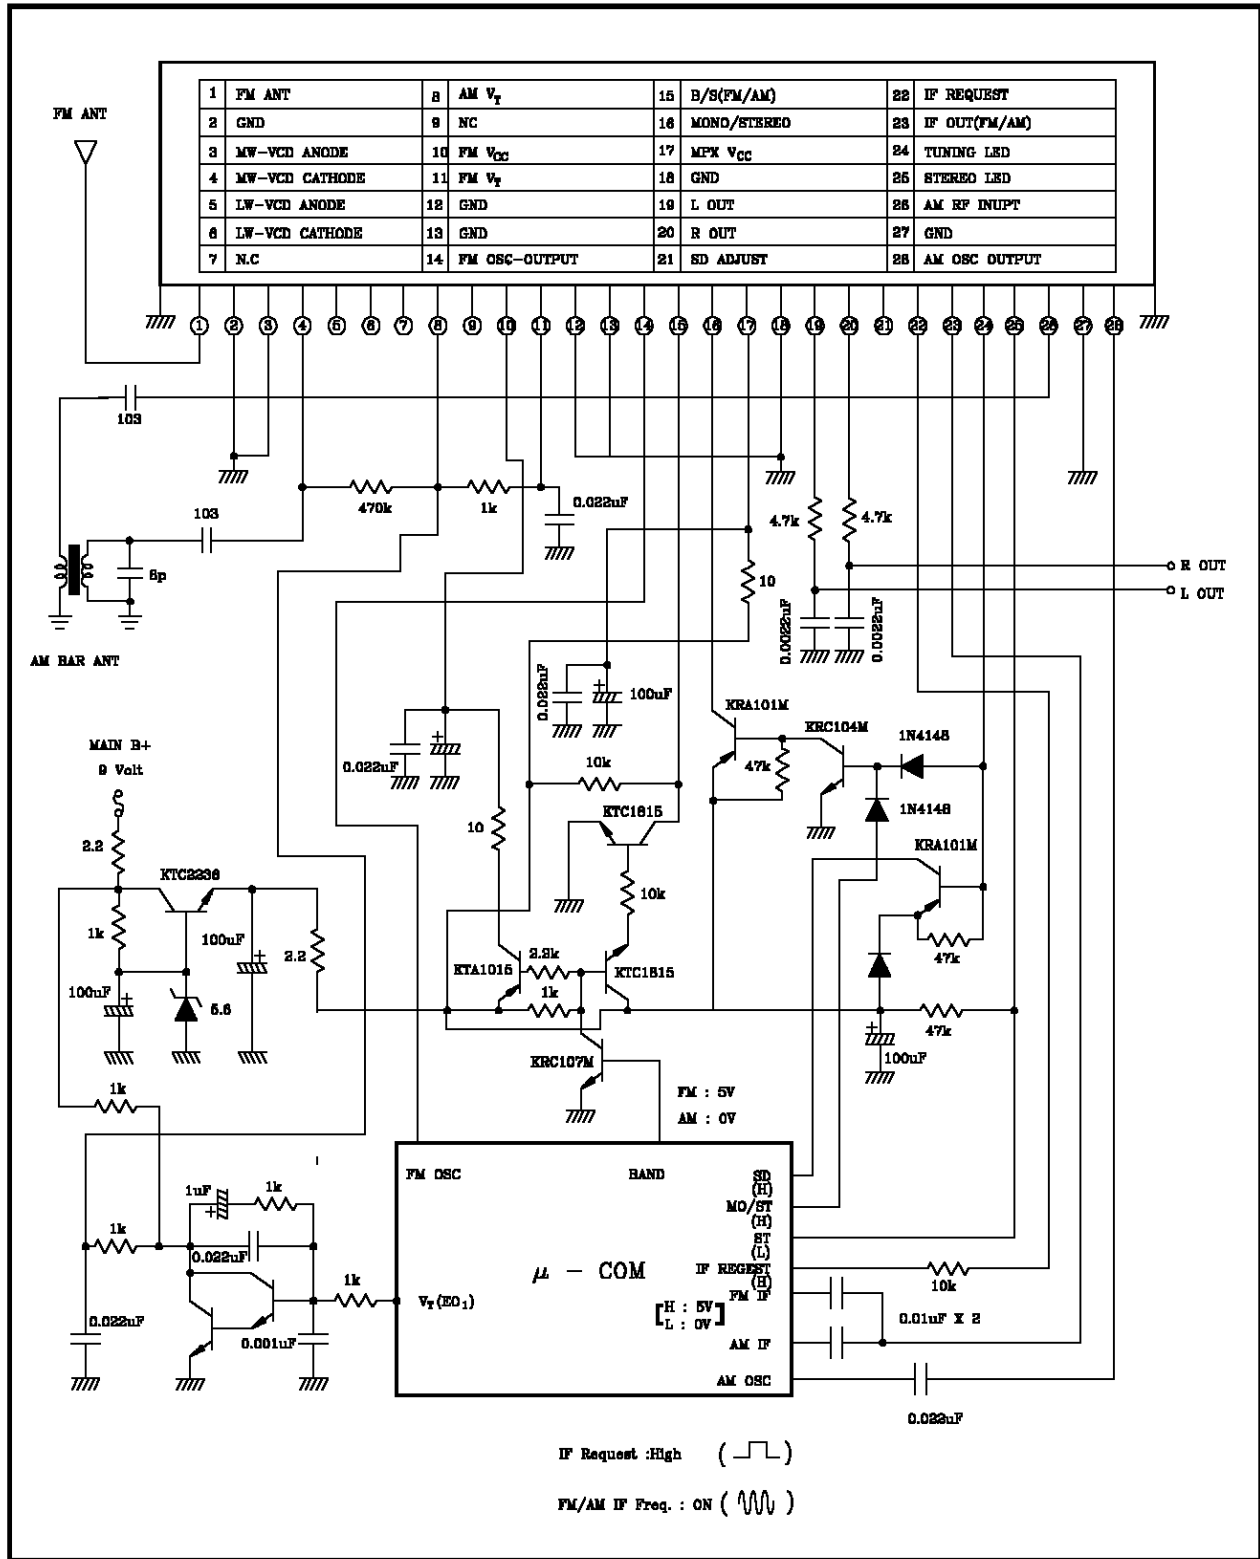 FM ANT
1 FM ANT 8 AM VT 15 B/S(FM/AM) 22 IF REQUEST
2 GND 9 NC 16 MONO/STEREO 23 IF OUT(FM/AM)
3 MW-VCD ANODE 10 FM VCC 17 MPX VCC 24 TUNING LED
4 MW-VCD CATHODE 11 FM VT 18 GND 25 STEREO LED
5 LW-VCD ANODE 12 GND 19 L OUT 26 AM RF INUPT
6 LW-VCD CATHODE 13 GND 20 R OUT 27 GND
7 N.C 14 FM OSC-OUTPUT 21 SD ADJUST 28 AM OSC OUTPUT
1 2 3 4 5 6 7 8 9 10 11 12 13 14 15 16 17 18 19 20 21 22 23 24 25 26 27 28
103
470k
1k
0.022uF
4.7k
4.7k
103
6p
10
R OUT
L OUT
0.0022uF
0.0022uF
AM BAR ANT
0.022uF
+
100uF
KRA101M
KRC104M
1N4148
MAIN B+
9 Volt
0.022uF
+
10k
47k
1N4148
2.2
10
KTC1815
KRA101M
KTC2236
10k
1k
100uF
+
2.2
KTA1015
2.2k
KTC1815
47k
100uF
+
5.6
1k
47k
+
100uF
KRC107M
1k
FM : 5V
AM : 0V
FM OSC
BAND
SD
(H)
MO/ST
(H)
ST
(L)
IF REGEST
(H)
FM IF
AM IF
AM OSC
μ - COM
[H : 5V]
[L : 0V]
VT(EO1)
1uF
+
1k
1k
0.022uF
1k
0.022uF
0.001uF
10k
0.01uF X 2
0.022uF
IF Request :High ( )
FM/AM IF Freq. : ON ( )